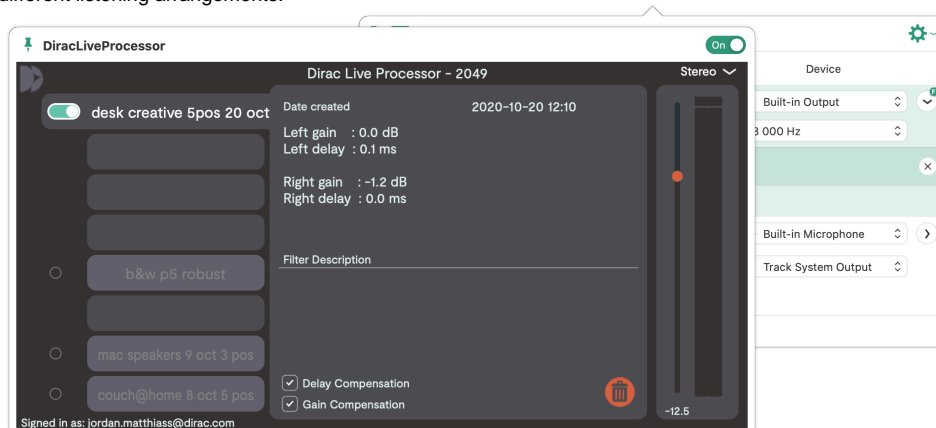 different listening arrangements.
DiracLiveProcessor
On
Dirac Live Processor - 2049
Stereo
desk creative 5pos 20 oct
Date created 2020-10-20 12:10
Left gain : 0.0 dB
Left delay : 0.1 ms
Right gain : -1.2 dB
Right delay : 0.0 ms
Filter Description
b&w p5 robust
mac speakers 9 oct 3 pos
couch@home 8 oct 5 pos
Delay Compensation
Gain Compensation
-12.5
Signed in as: jordan.matthiass@dirac.com
Device
Built-in Output
000 Hz
Built-in Microphone
Track System Output